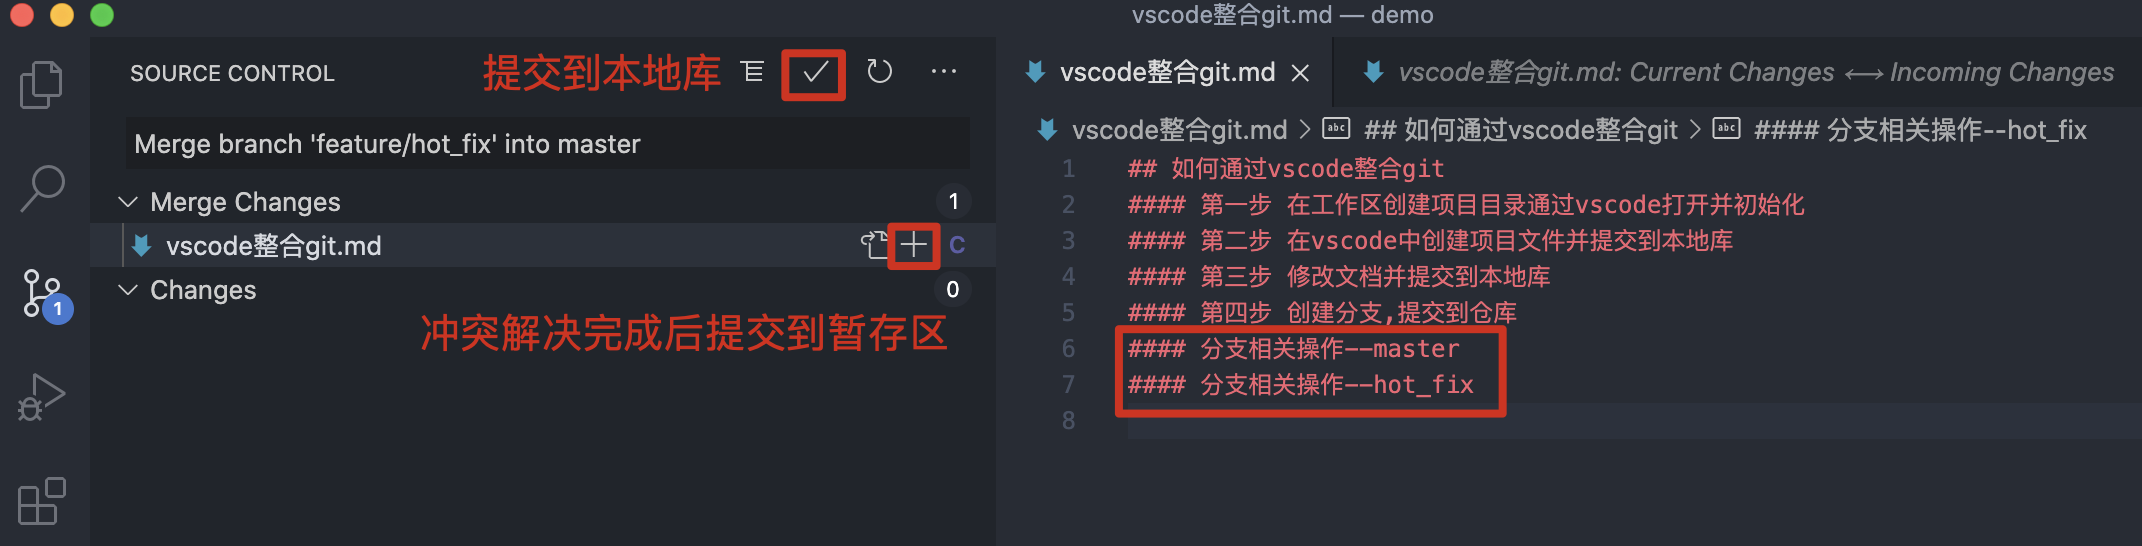 vscode整合git.md — demo
SOURCE CONTROL
提交到本地库
Merge branch 'feature/hot_fix' into master
Merge Changes
1
vscode整合git.md
C
Changes
0
1
冲突解决完成后提交到暂存区
vscode整合git.md
vscode整合git.md: Current Changes ⟷ Incoming Changes
vscode整合git.md > abc ## 如何通过vscode整合git > abc #### 分支相关操作--hot_fix
1 ## 如何通过vscode整合git
2 #### 第一步 在工作区创建项目目录通过vscode打开并初始化
3 #### 第二步 在vscode中创建项目文件并提交到本地库
4 #### 第三步 修改文档并提交到本地库
5 #### 第四步 创建分支,提交到仓库
6 #### 分支相关操作--master
7 #### 分支相关操作--hot_fix
8